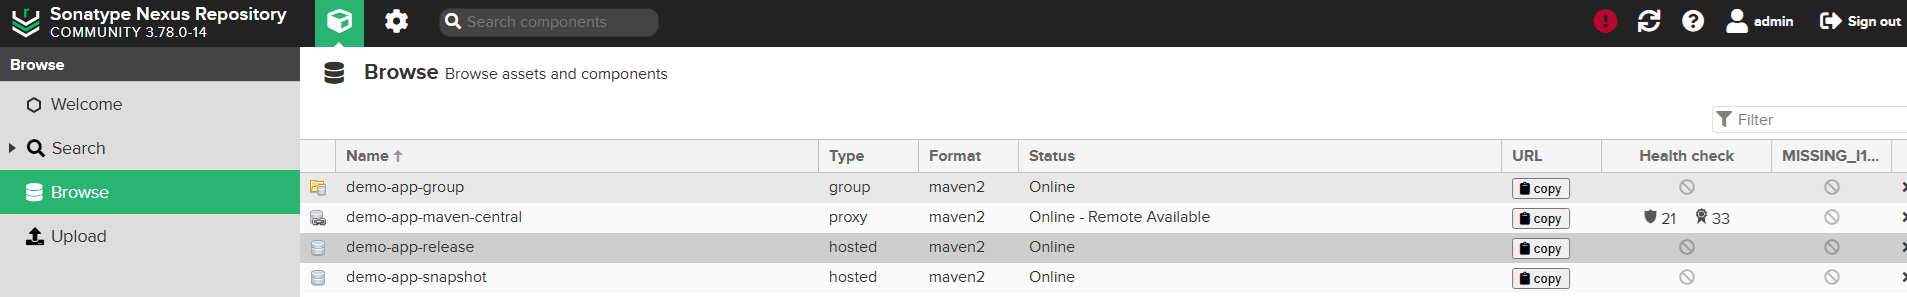 Sonatype Nexus Repository
COMMUNITY 3.78.0-14
Search components
admin
Sign out
Browse
Welcome
Search
Browse
Upload
Browse Browse assets and components
Filter
Name Type Format Status URL Health check MISSING_I1...
demo-app-group group maven2 Online copy
demo-app-maven-central proxy maven2 Online - Remote Available copy 21 33
demo-app-release hosted maven2 Online copy
demo-app-snapshot hosted maven2 Online copy